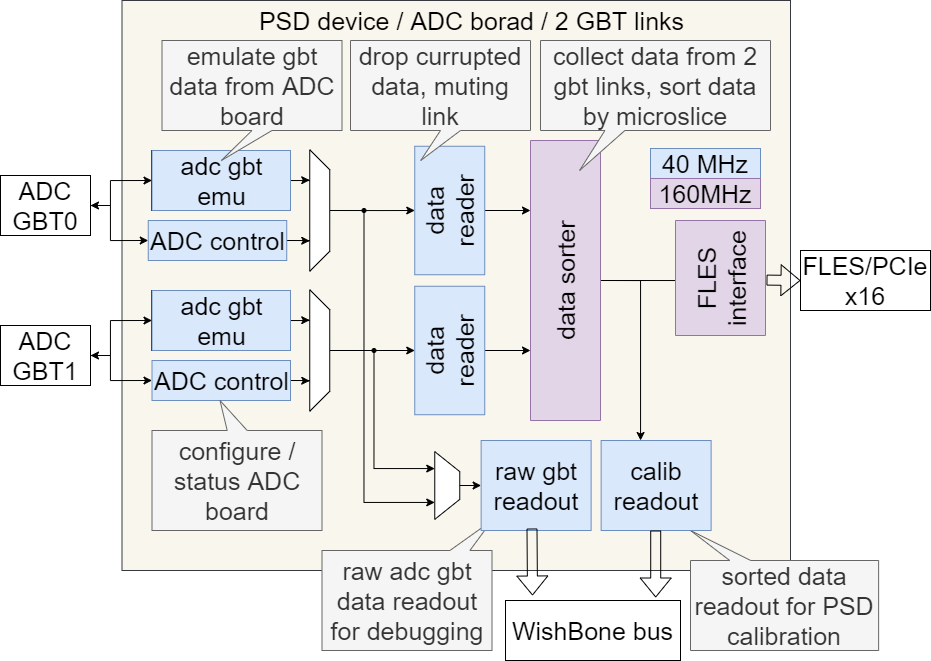 PSD device / ADC borad / 2 GBT links
emulate gbt
data from ADC
board
drop currupted
data, muting
link
collect data from 2
gbt links, sort data
by microslice
40 MHz
160MHz
ADC
GBT0
adc gbt
emu
ADC control
data
reader
data sorter
FLES
interface
FLES/PCIe
x16
ADC
GBT1
adc gbt
emu
ADC control
data
reader
configure /
status ADC
board
raw gbt
readout
calib
readout
raw adc gbt
data readout
for debugging
WishBone bus
sorted data
readout for PSD
calibration